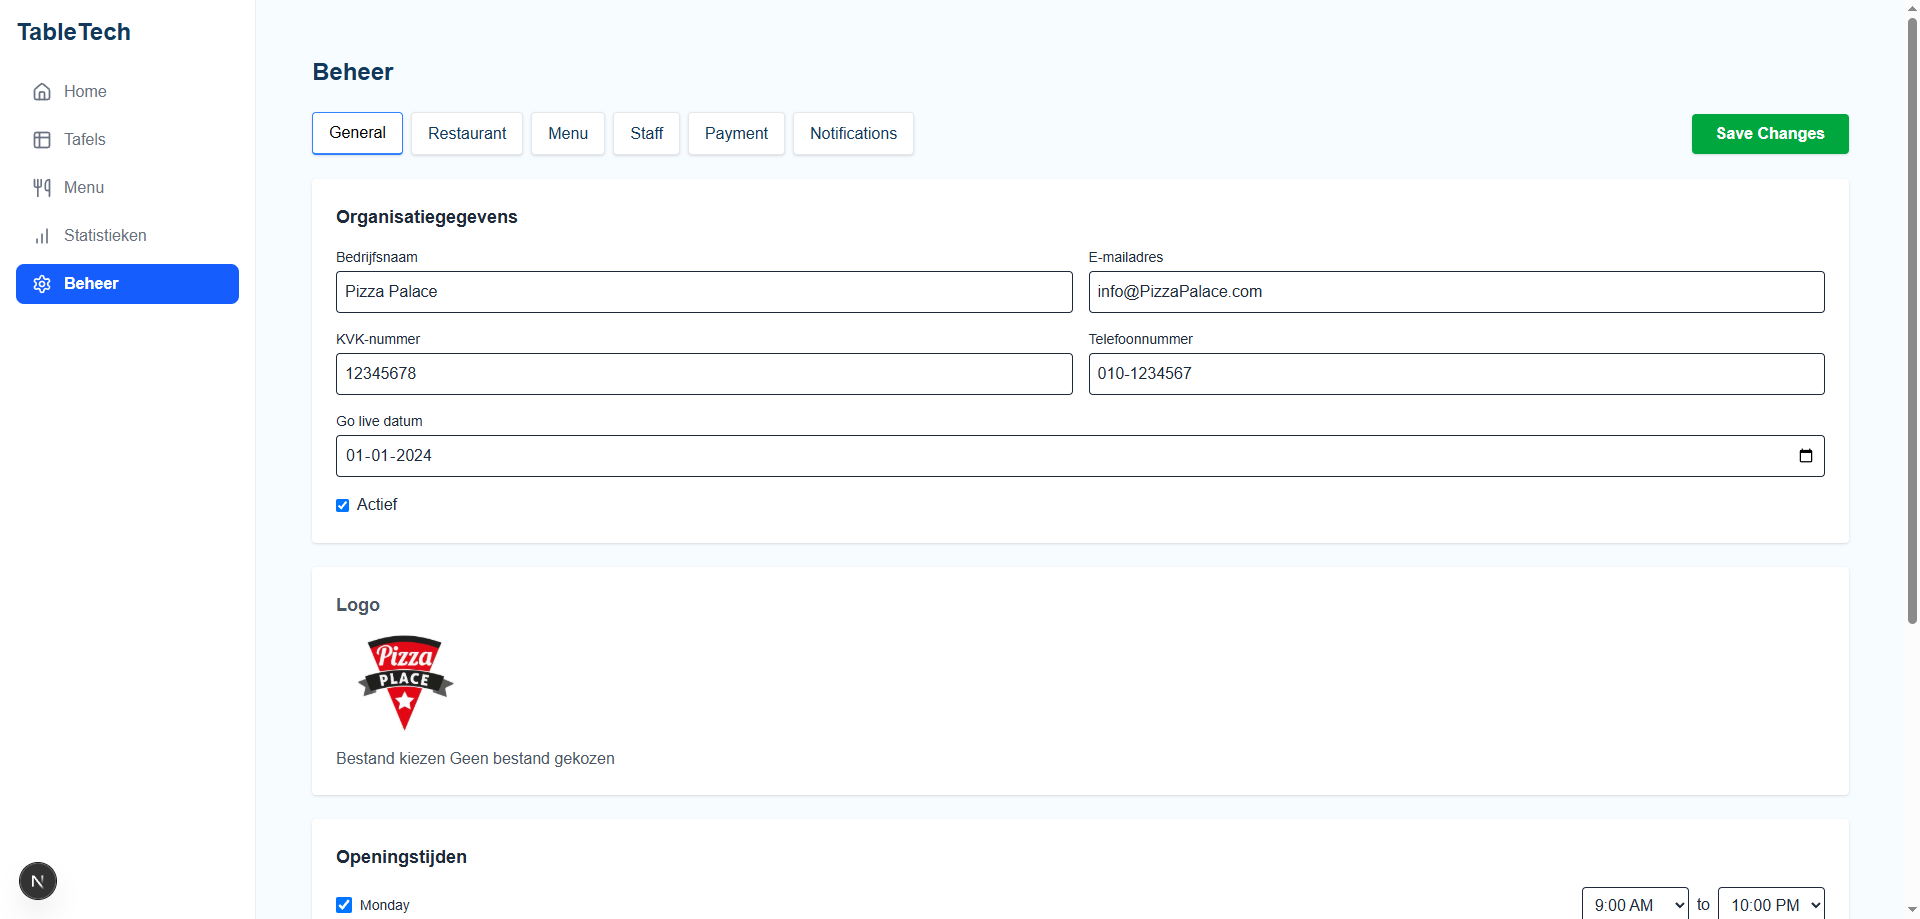 TableTech
Home
Tafels
Menu
Statistieken
Beheer
Beheer
General Restaurant Menu Staff Payment Notifications Save Changes
Organisatiegegevens
Bedrijfsnaam E-mailadres
Pizza Palace info@PizzaPalace.com
KVK-nummer Telefoonnummer
12345678 010-1234567
Go live datum
01-01-2024
Actief
Logo
Pizza
PLACE
Bestand kiezen Geen bestand gekozen
Openingstijden
Monday 9:00 AM to 10:00 PM
N